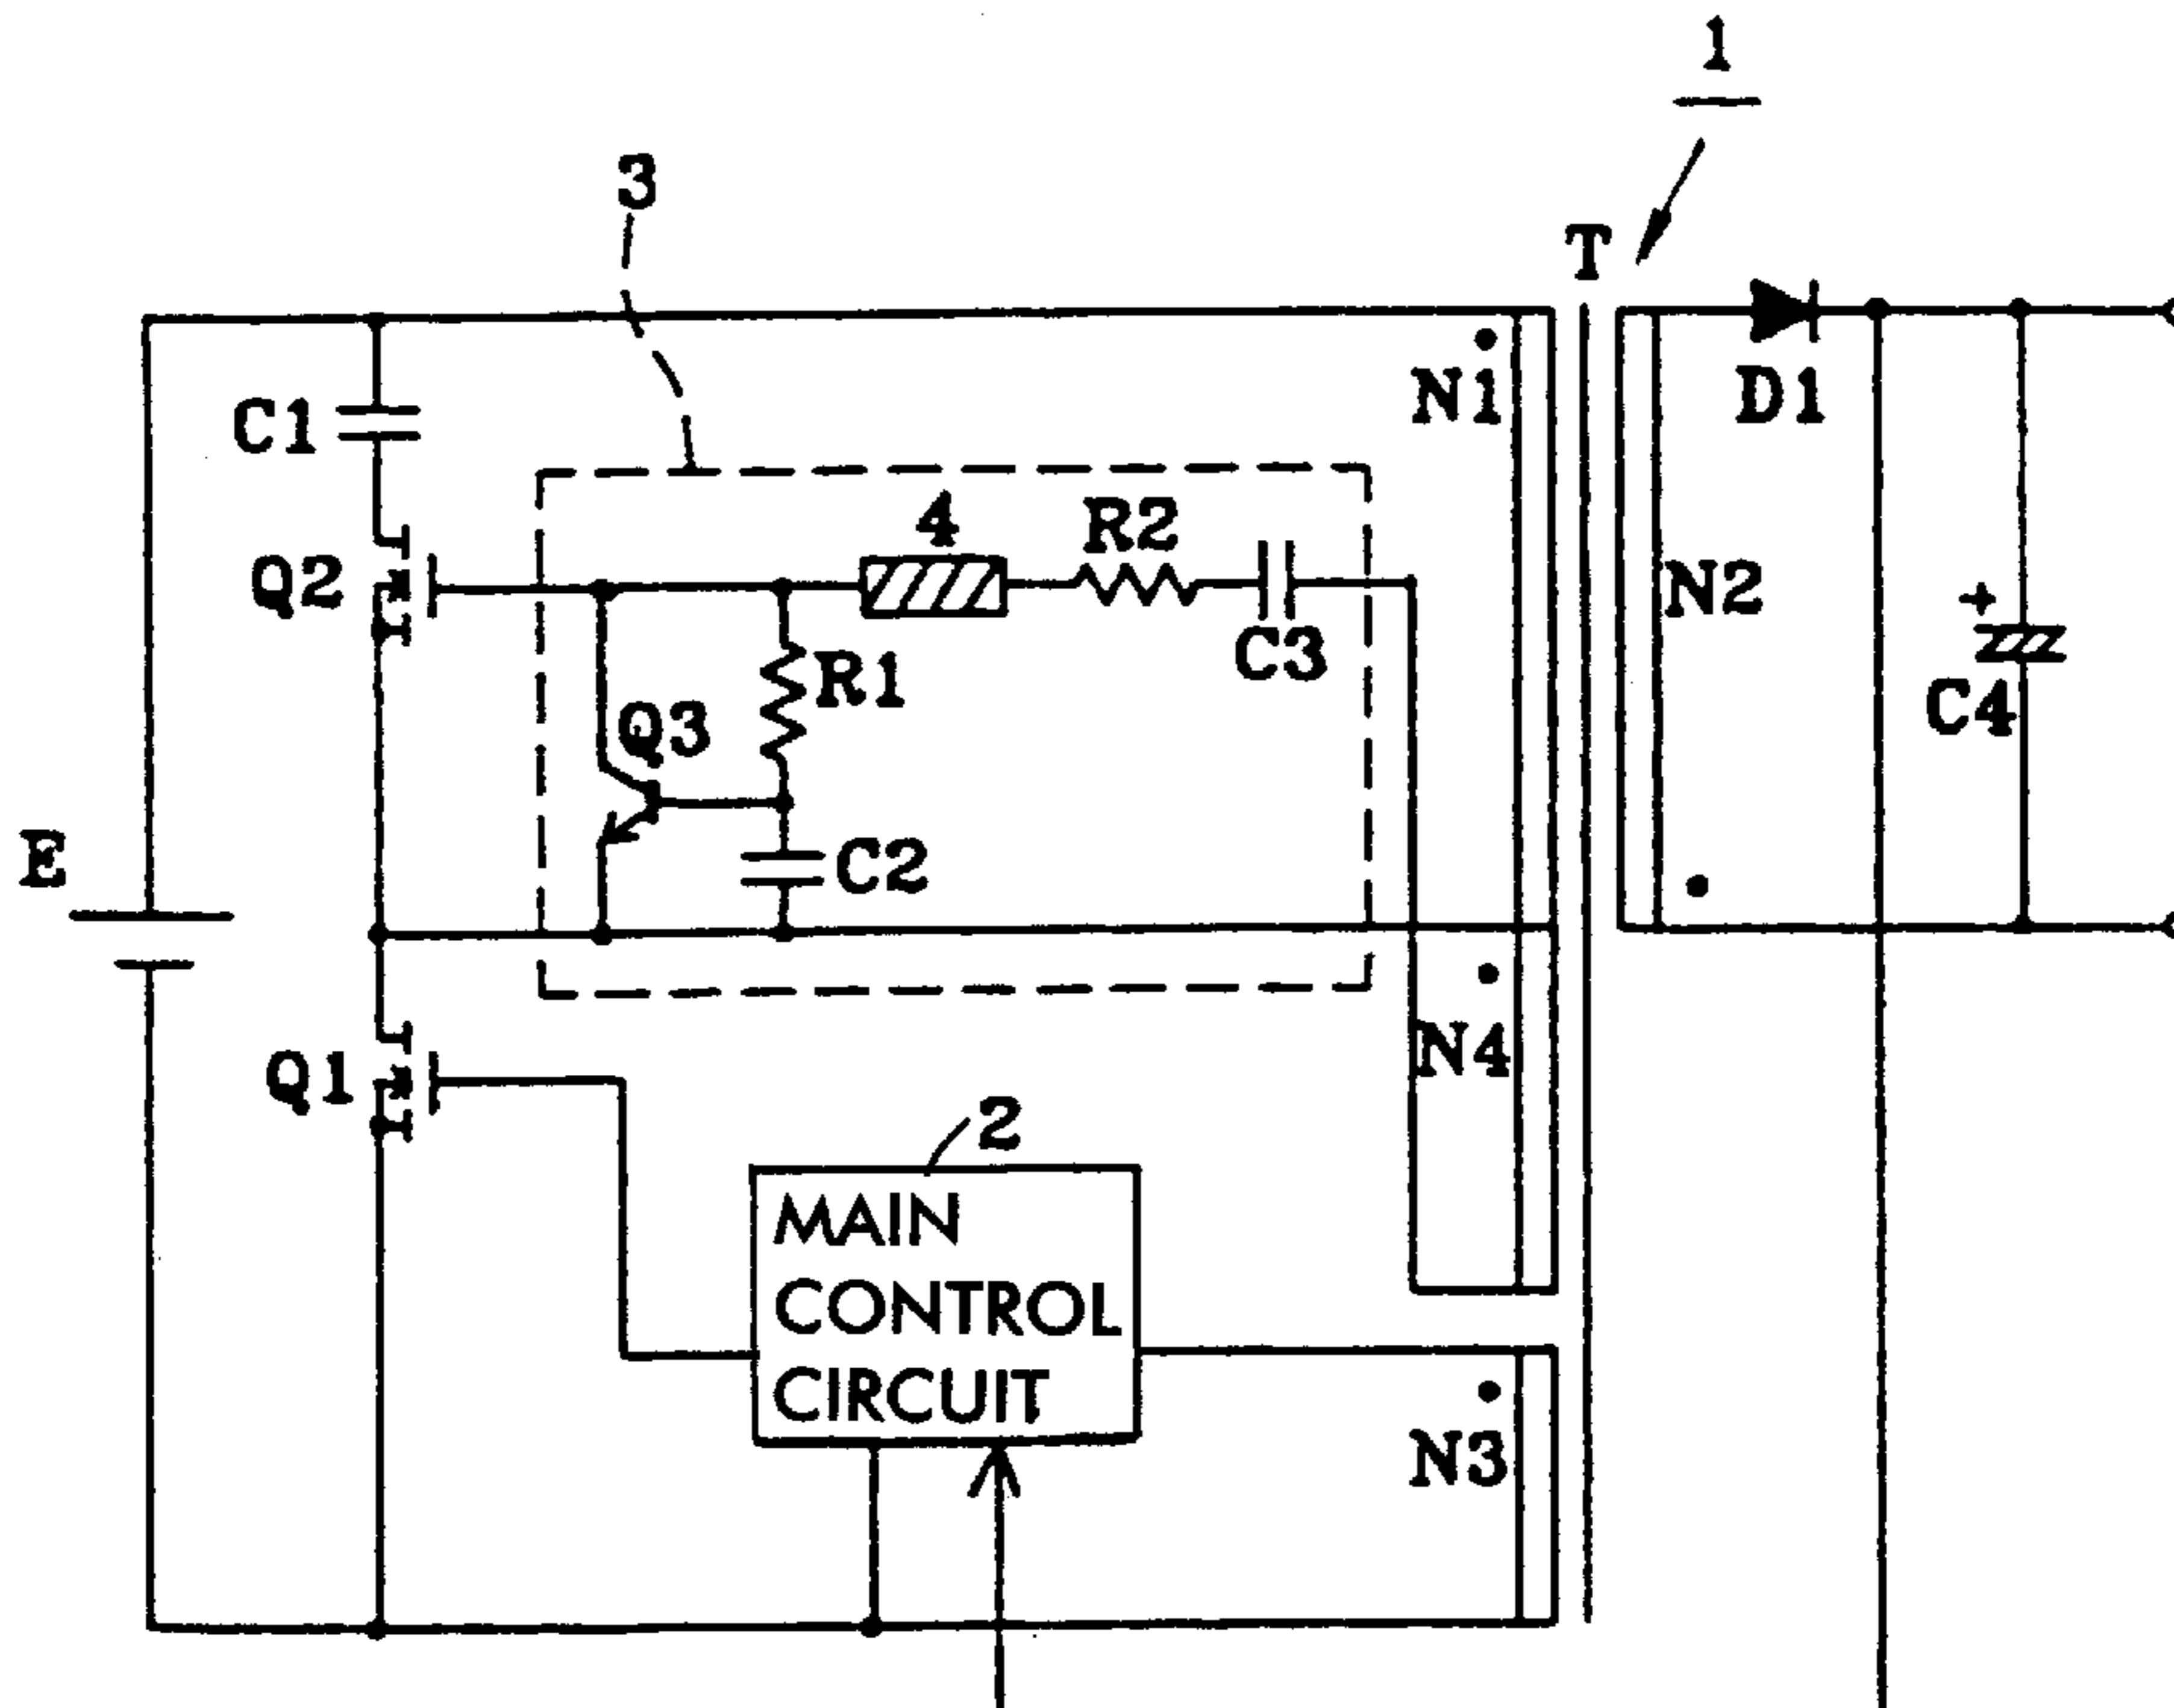 1
3
T
N1
D1
C1
4
R2
Q2
N2
+
C3
R1
C4
Q3
E
C2
N4
Q1
2
MAIN
CONTROL
CIRCUIT
N3